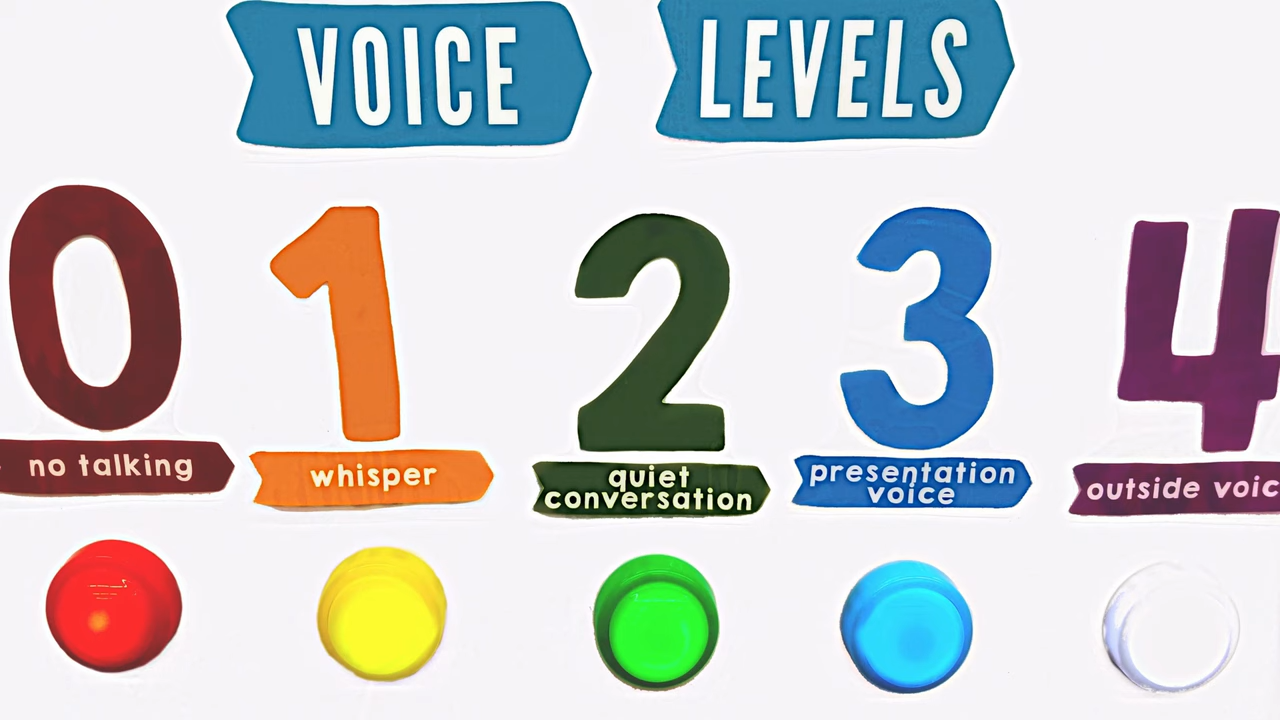 VOICE LEVELS
0 1 2 3 4
no talking
whisper
quiet
conversation
presentation
voice
outside voic